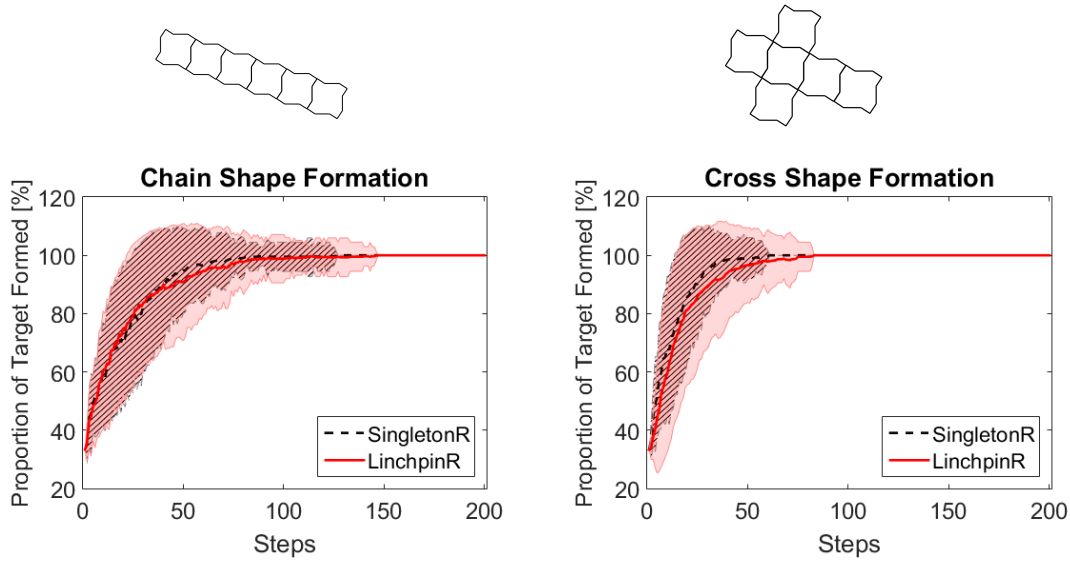 Chain Shape Formation
Proportion of Target Formed [%]
120
100
80
60
40
20
SingletonR
LinchpinR
0 50 100 150 200
Steps
Cross Shape Formation
Proportion of Target Formed [%]
120
100
80
60
40
20
SingletonR
LinchpinR
0 50 100 150 200
Steps